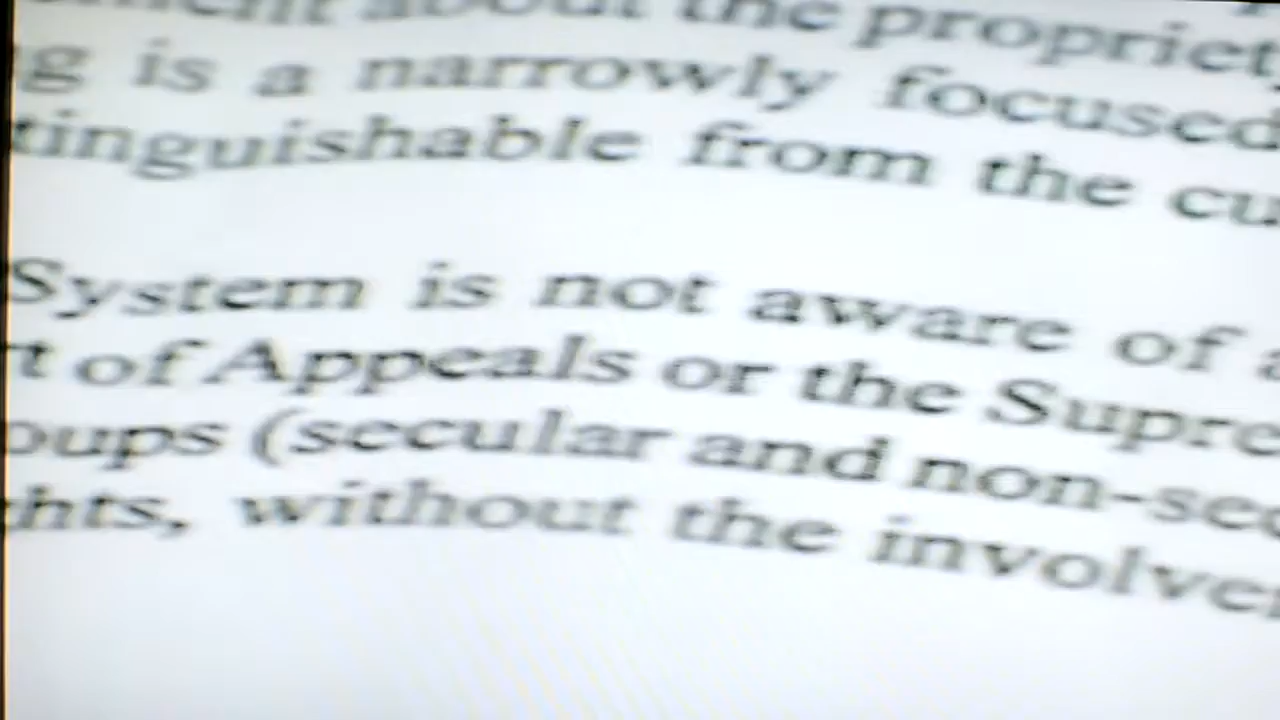 about the propriet
g is a narrowly focused
tinguishable from the cu
System is not aware of a
t of Appeals or the Supre
oups (secular and non-sec
hts, without the involve